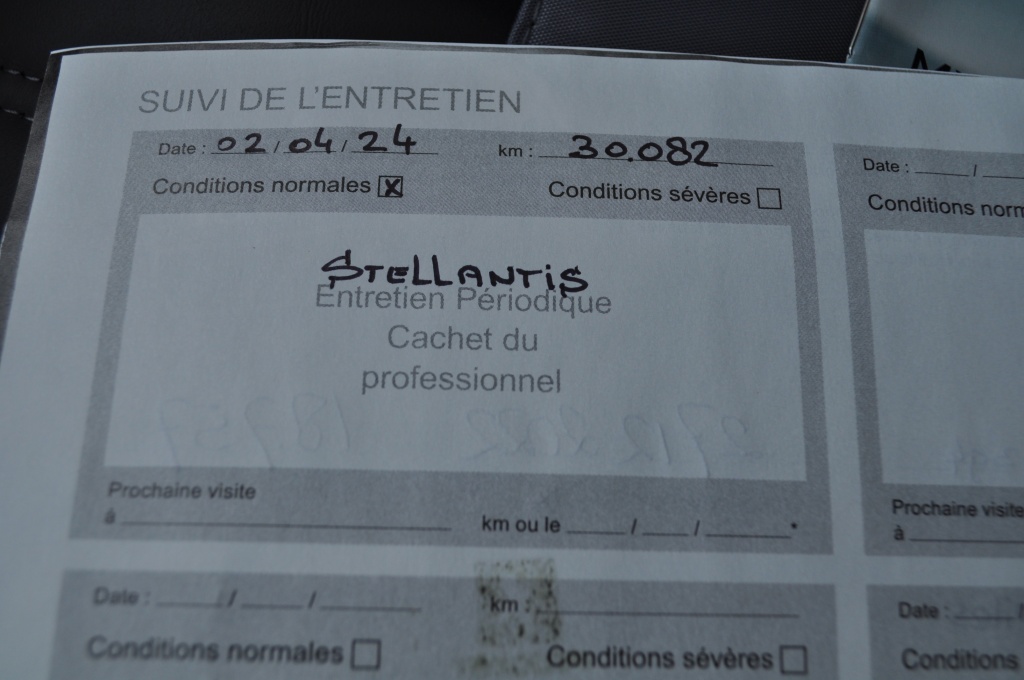 SUIVI DE L'ENTRETIEN
Date : 02 / 04 / 24 km : 30.082
Conditions normales X Conditions sévères
STELLANTIS
Entretien Périodique
Cachet du
professionnel
Prochaine visite
à km ou le / / *
Date : / / km :
Conditions normales Conditions sévères
Date : /
Conditions norm
Prochaine visite
à
Date : /
Conditions